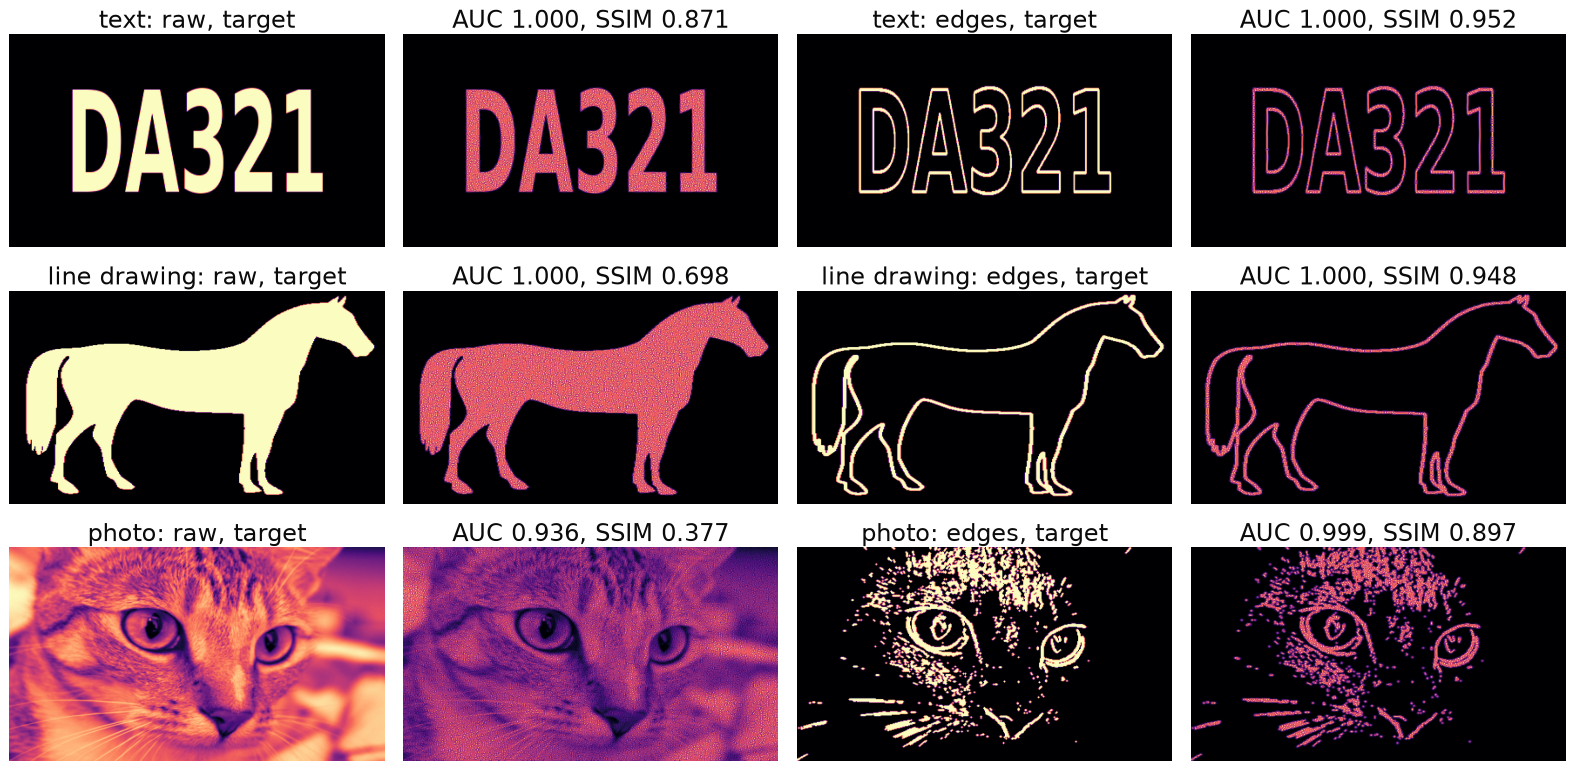 text: raw, target
AUC 1.000, SSIM 0.871
text: edges, target
AUC 1.000, SSIM 0.952
DA321
DA321
DA321
DA321
line drawing: raw, target
AUC 1.000, SSIM 0.698
line drawing: edges, target
AUC 1.000, SSIM 0.948
photo: raw, target
AUC 0.936, SSIM 0.377
photo: edges, target
AUC 0.999, SSIM 0.897